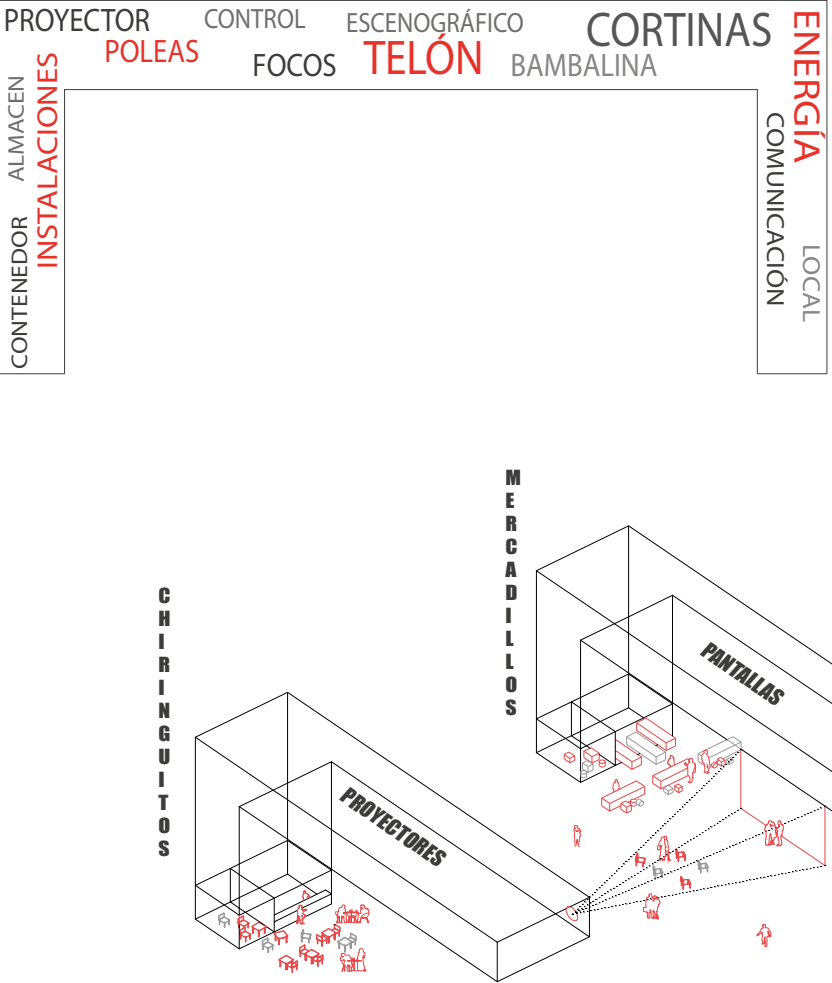 PROYECTOR
CONTROL
ESCENOGRÁFICO
CORTINAS
POLEAS
FOCOS
TELÓN
BAMBALINA
ENERGÍA
ALMACEN
INSTALACIONES
CONTENEDOR
COMUNICACIÓN
LOCAL
MERCADILLOS
PANTALLAS
CHIRINGUITOS
PROYECTORES